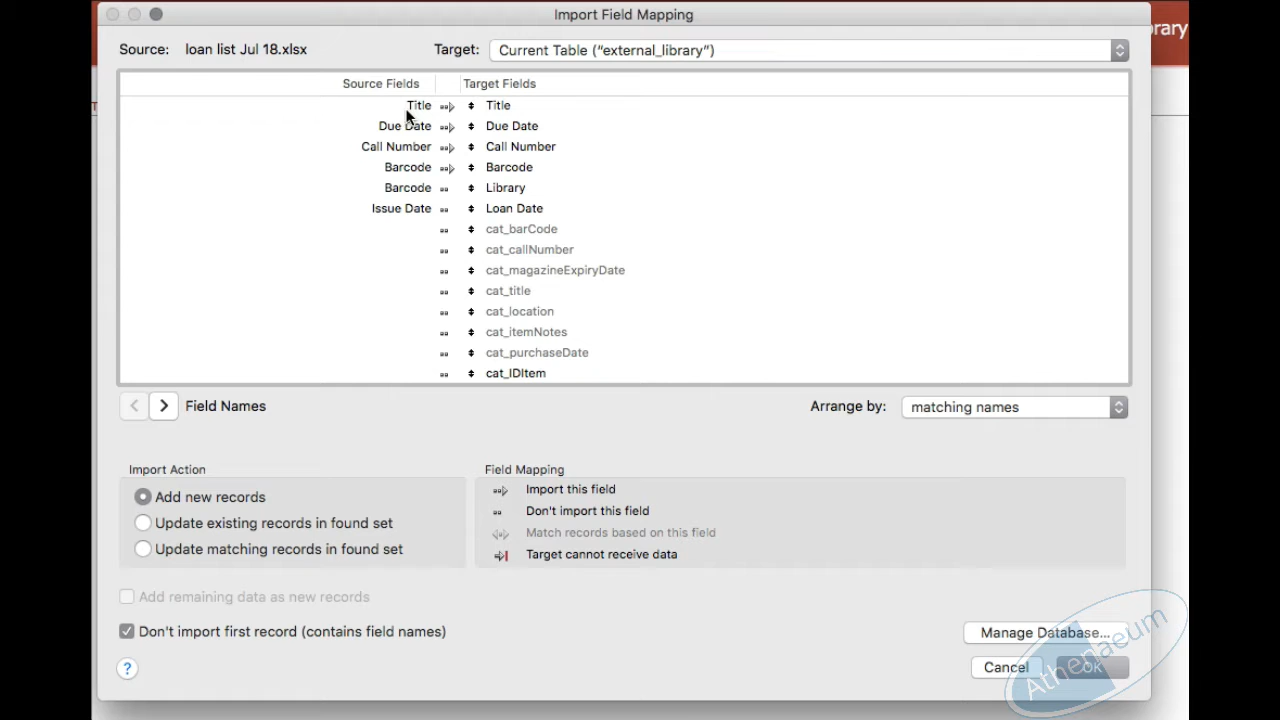 Import Field Mapping
brary
Source: loan list Jul 18.xlsx Target: Current Table ("external_library")
Source Fields Target Fields
Title Title
Due Date Due Date
Call Number Call Number
Barcode Barcode
Barcode Library
Issue Date Loan Date
cat_barCode
cat_callNumber
cat_magazineExpiryDate
cat_title
cat_location
cat_itemNotes
cat_purchaseDate
cat_IDItem
Field Names Arrange by: matching names
Import Action Field Mapping
Add new records Import this field
Update existing records in found set Don't import this field
Match records based on this field
Update matching records in found set Target cannot receive data
Add remaining data as new records
Don't import first record (contains field names)
Manage Database...
? Cancel OK
Athenaeum